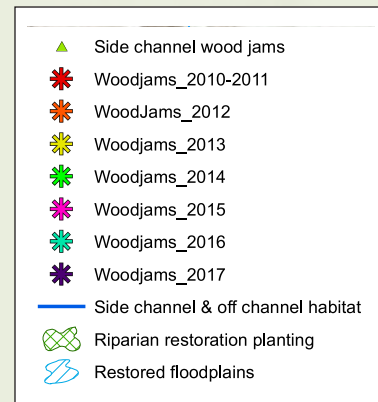 Side channel wood jams
Woodjams_2010-2011
WoodJams_2012
Woodjams_2013
Woodjams_2014
Woodjams_2015
Woodjams_2016
Woodjams_2017
Side channel & off channel habitat
Riparian restoration planting
Restored floodplains